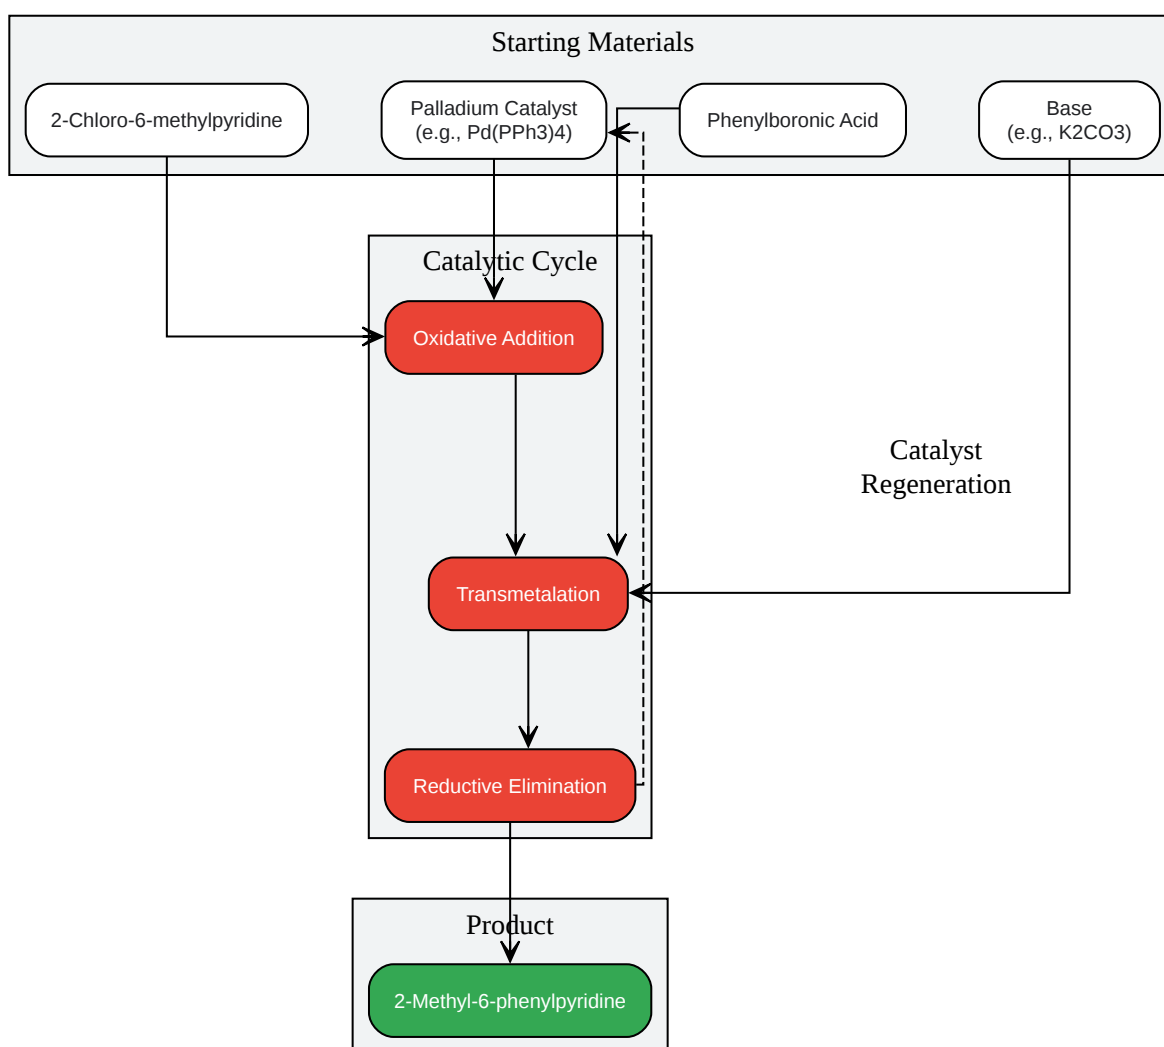 Starting Materials
2-Chloro-6-methylpyridine
Palladium Catalyst
(e.g., Pd(PPh3)4)
Phenylboronic Acid
Base
(e.g., K2CO3)
Catalytic Cycle
Oxidative Addition
Catalyst
Regeneration
Transmetalation
Reductive Elimination
Product
2-Methyl-6-phenylpyridine